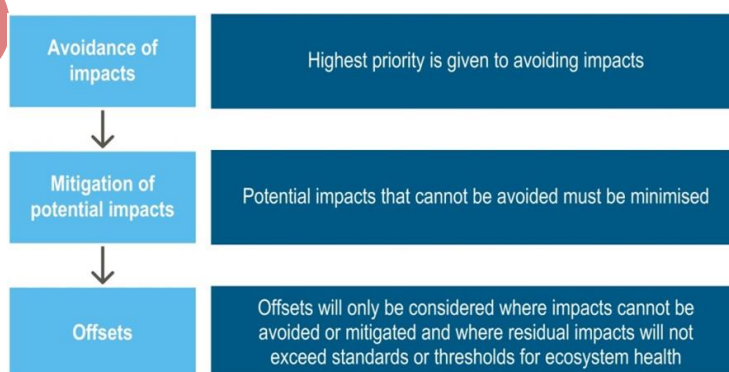 Avoidance of
impacts
Highest priority is given to avoiding impacts
Mitigation of
potential impacts
Potential impacts that cannot be avoided must be minimised
Offsets
Offsets will only be considered where impacts cannot be
avoided or mitigated and where residual impacts will not
exceed standards or thresholds for ecosystem health